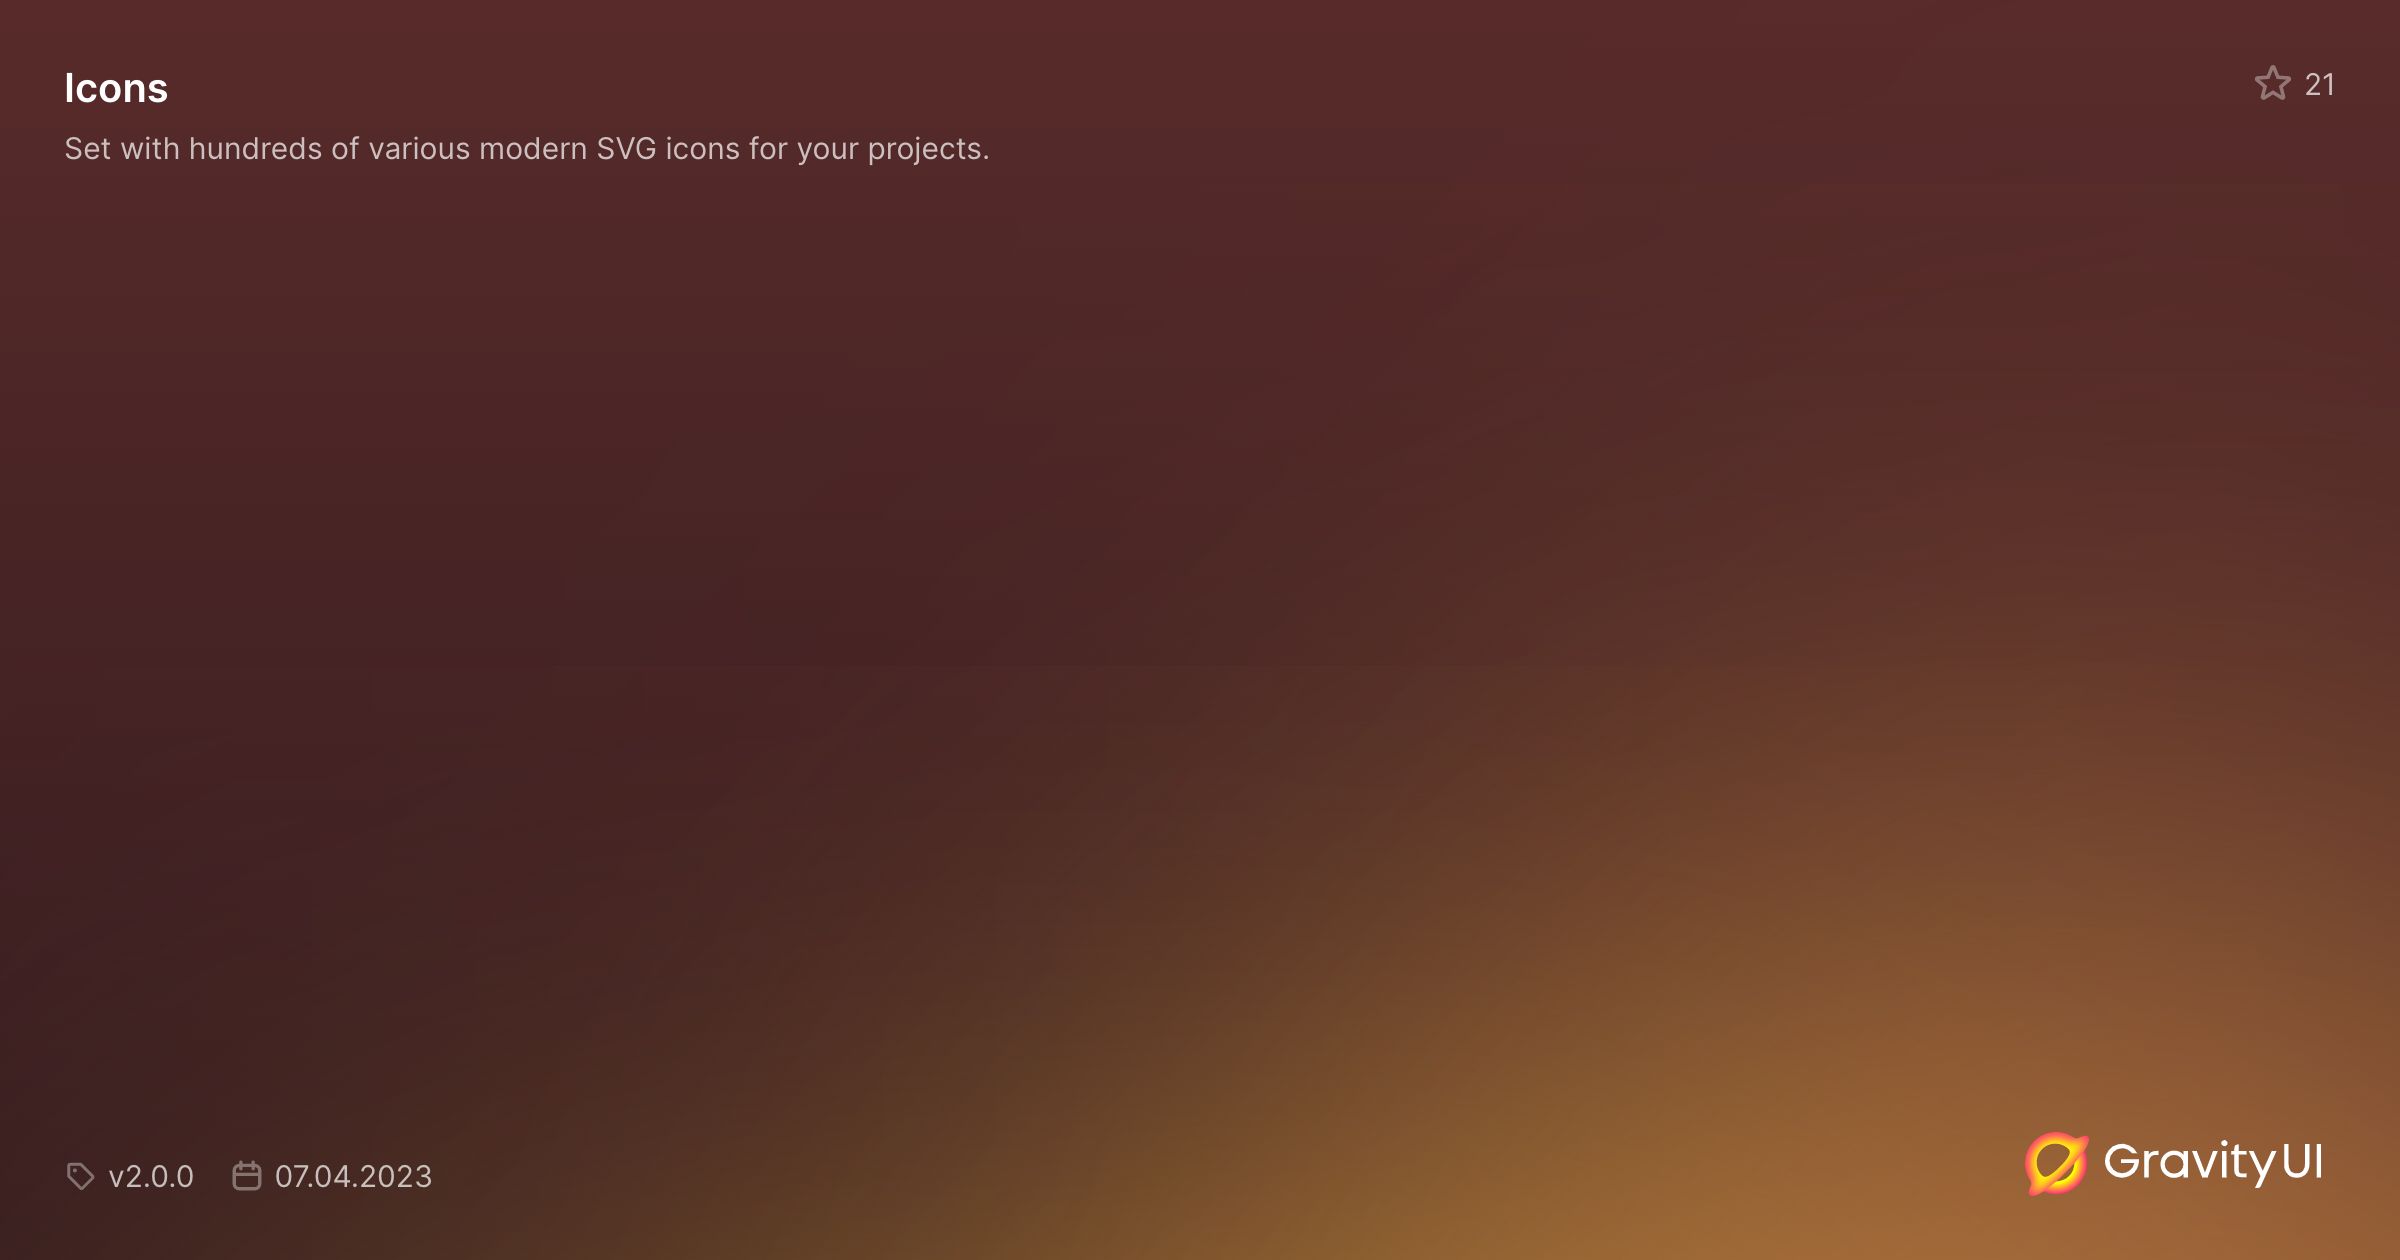 Icons
21
Set with hundreds of various modern SVG icons for your projects.
v2.0.0
07.04.2023
Gravity UI